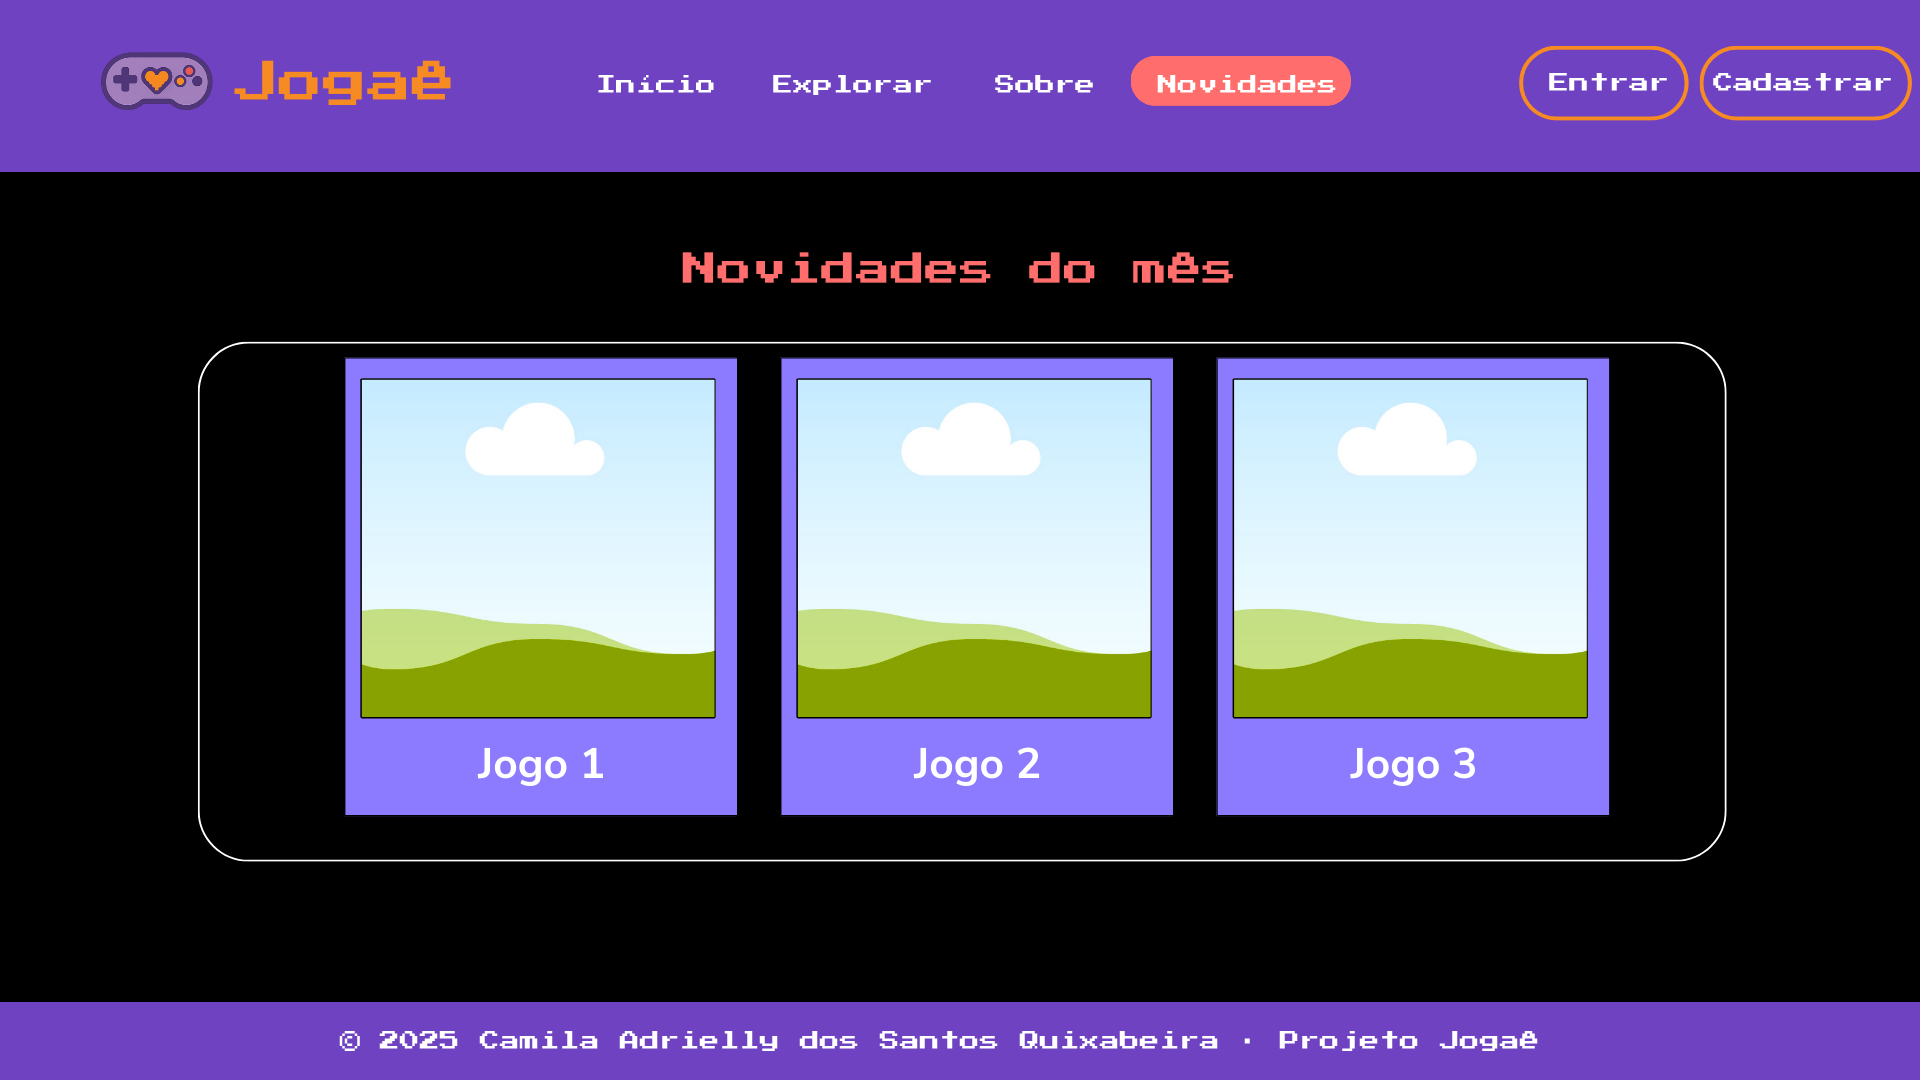 Jogaê
Início Explorar Sobre Novidades
Entrar Cadastrar
Novidades do mês
Jogo 1 Jogo 2 Jogo 3
© 2025 Camila Adrielly dos Santos Quixabeira · Projeto Jogaê